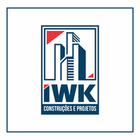 iWK
CONSTRUÇÕES E PROJETOS